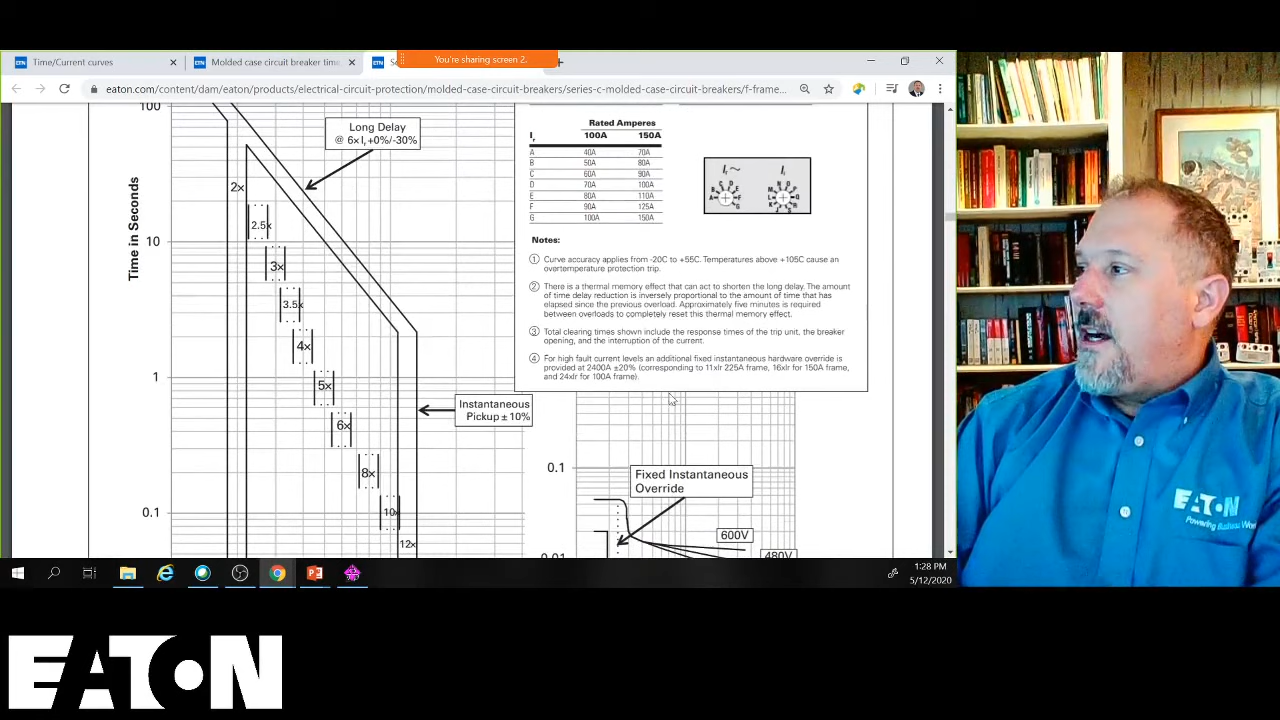 Time/Current curves
Molded case circuit breaker time
You're sharing screen 2.
eaton.com/content/dam/eaton/products/electrical-circuit-protection/molded-case-circuit-breakers/series-c-molded-case-circuit-breakers/f-frame...
100
10
1
0.1
Time in Seconds
Long Delay
@ 6x Ir +0%/-30%
2x
2.5x
3x
3.5x
4x
5x
6x
8x
10x
12x
Instantaneous
Pickup ± 10%
Rated Amperes
Ir 100A 150A
A 40A 70A
B 50A 80A
C 60A 90A
D 70A 100A
E 80A 110A
F 90A 125A
G 100A 150A
Notes:
① Curve accuracy applies from -20C to +55C. Temperatures above +105C cause an
overtemperature protection trip.
② There is a thermal memory effect that can act to shorten the long delay. The amount
of time delay reduction is inversely proportional to the amount of time that has
elapsed since the previous overload. Approximately five minutes is required
between overloads to completely reset this thermal memory effect.
③ Total clearing times shown include the response times of the trip unit, the breaker
opening, and the interruption of the current.
④ For high fault current levels an additional fixed instantaneous hardware override is
provided at 2400A ±20% (corresponding to 11xIr 225A frame, 16xIr for 150A frame,
and 24xIr for 100A frame).
0.1
Fixed Instantaneous
Override
600V
480V
0.01
1:28 PM
5/12/2020
EATON
Powering Business
EATON